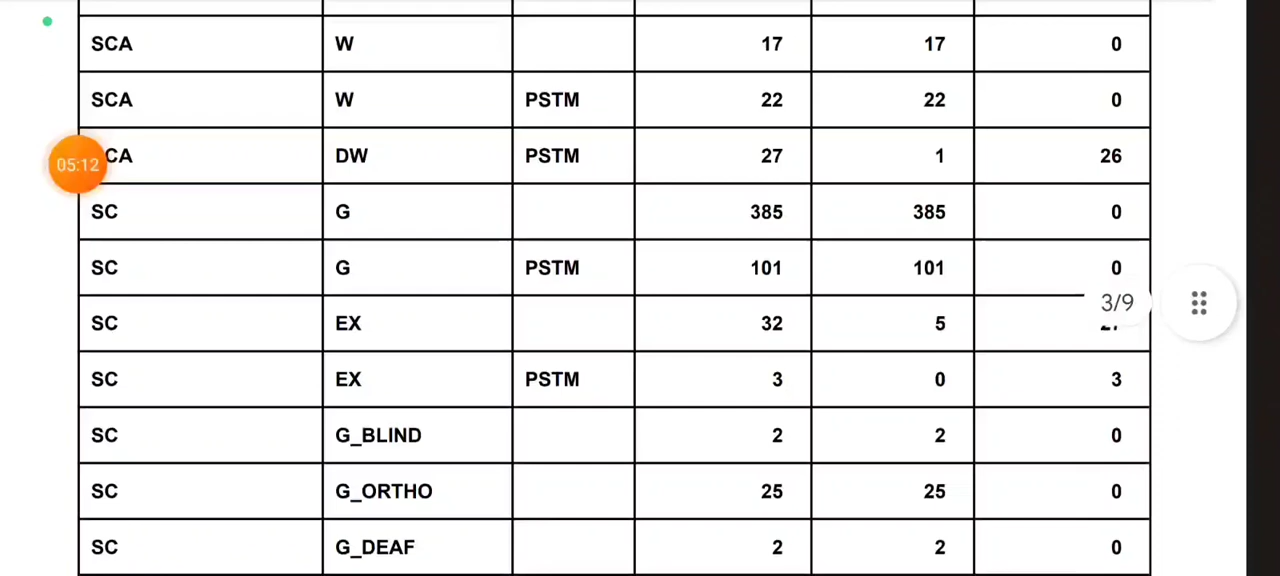 SCA W 17 17 0
SCA W PSTM 22 22 0
CA DW PSTM 27 1 26
05:12
SC G 385 385 0
SC G PSTM 101 101 0
3/9
SC EX 32 5
SC EX PSTM 3 0 3
SC G_BLIND 2 2 0
SC G_ORTHO 25 25 0
SC G_DEAF 2 2 0